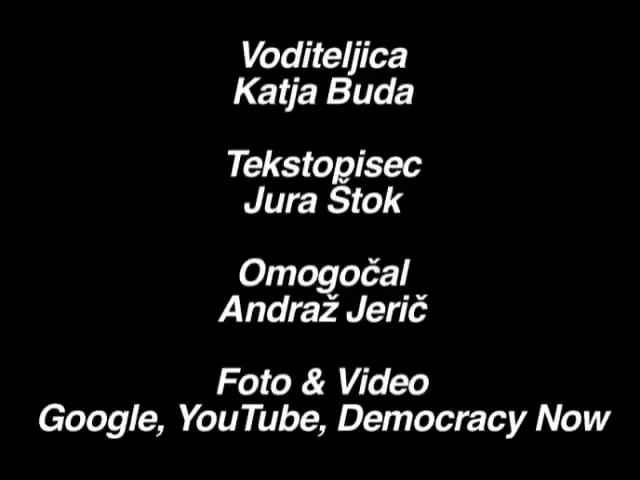 Voditeljica
Katja Buda
Tekstopisec
Jura Štok
Omogočal
Andraž Jerič
Foto & Video
Google, YouTube, Democracy Now